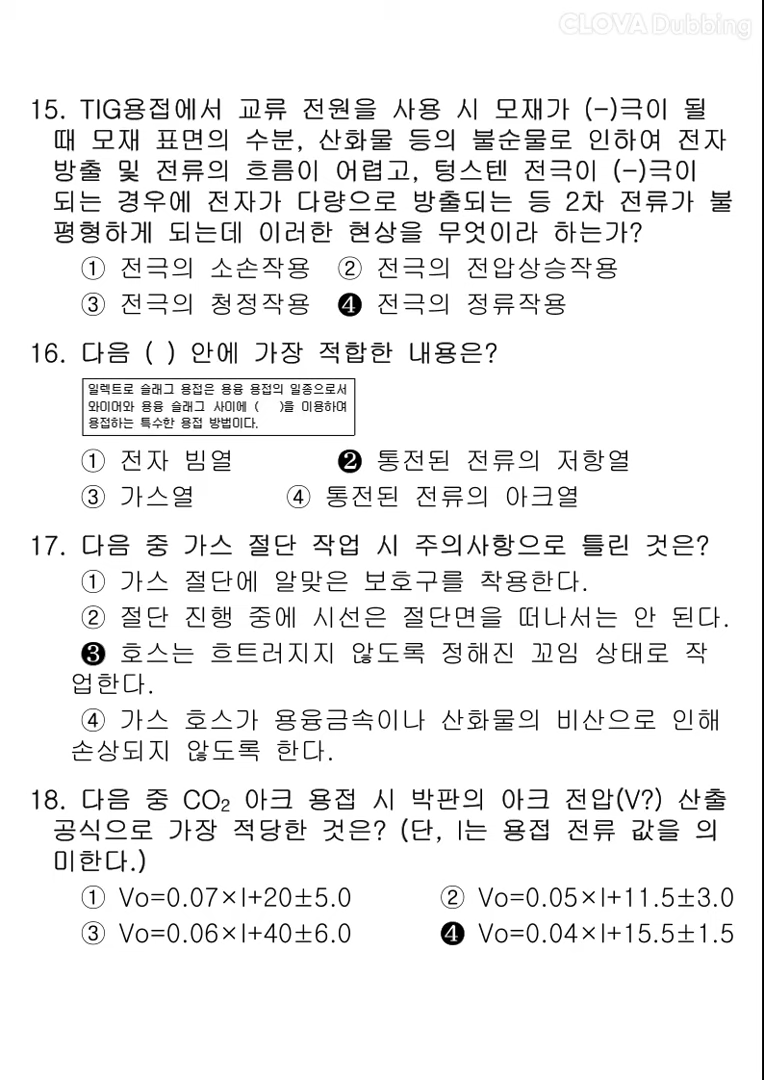 CLOVA Dubbing
15. TIG용접에서 교류 전원을 사용 시 모재가 (-)극이 될
때 모재 표면의 수분, 산화물 등의 불순물로 인하여 전자
방출 및 전류의 흐름이 어렵고, 텅스텐 전극이 (-)극이
되는 경우에 전자가 다량으로 방출되는 등 2차 전류가 불
평형하게 되는데 이러한 현상을 무엇이라 하는가?
① 전극의 소손작용 ② 전극의 전압상승작용
③ 전극의 청정작용 ❹ 전극의 정류작용
16. 다음 ( ) 안에 가장 적합한 내용은?
일렉트로 슬래그 용접은 용융 용접의 일종으로서
와이어와 용융 슬래그 사이에 ( )을 이용하여
용접하는 특수한 용접 방법이다.
① 전자 빔열 ❷ 통전된 전류의 저항열
③ 가스열 ④ 통전된 전류의 아크열
17. 다음 중 가스 절단 작업 시 주의사항으로 틀린 것은?
① 가스 절단에 알맞은 보호구를 착용한다.
② 절단 진행 중에 시선은 절단면을 떠나서는 안 된다.
❸ 호스는 흐트러지지 않도록 정해진 꼬임 상태로 작
업한다.
④ 가스 호스가 용융금속이나 산화물의 비산으로 인해
손상되지 않도록 한다.
18. 다음 중 CO₂ 아크 용접 시 박판의 아크 전압(V?) 산출
공식으로 가장 적당한 것은? (단, I는 용접 전류 값을 의
미한다.)
① Vo=0.07×I+20±5.0 ② Vo=0.05×I+11.5±3.0
③ Vo=0.06×I+40±6.0 ❹ Vo=0.04×I+15.5±1.5